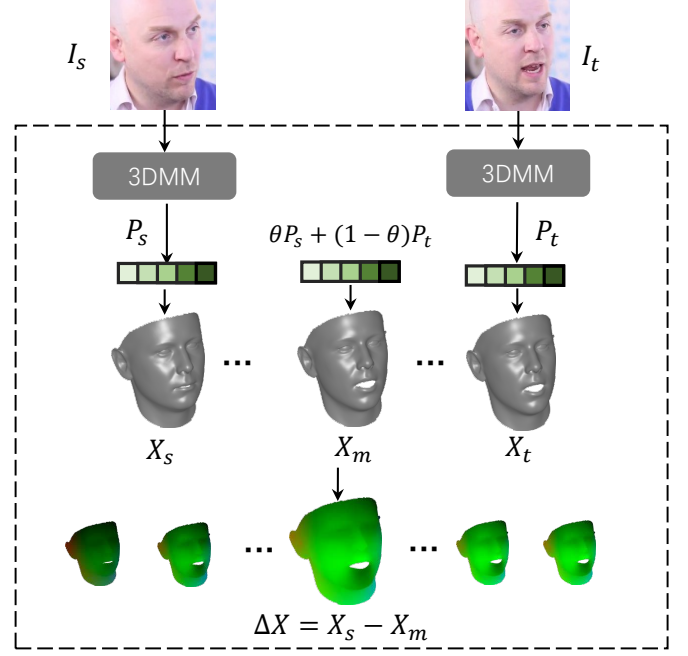 I_s
I_t
3DMM
3DMM
P_s
θP_s + (1 − θ)P_t
P_t
...
...
X_s
X_m
X_t
...
...
ΔX = X_s − X_m